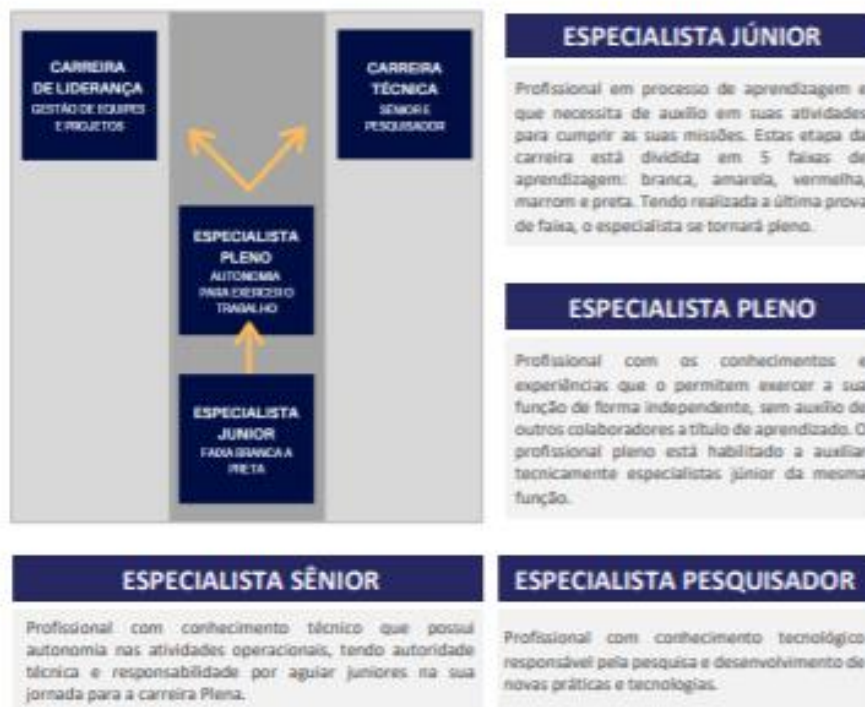 CARREIRA
DE LIDERANÇA
GESTÃO DE EQUIPES
E PROJETOS
CARREIRA
TÉCNICA
SÊNIOR E
PESQUISADOR
ESPECIALISTA
PLENO
AUTONOMIA
PARA EXERCER O
TRABALHO
ESPECIALISTA
JUNIOR
FAIXA BRANCA A
PRETA
ESPECIALISTA JÚNIOR
Profissional em processo de aprendizagem e
que necessita de auxílio em suas atividades
para cumprir as suas missões. Estas etapa da
carreira está dividida em 5 faixas de
aprendizagem: branca, amarela, vermelha,
marrom e preta. Tendo realizada a última prova
de faixa, o especialista se tornará pleno.
ESPECIALISTA PLENO
Profissional com os conhecimentos e
experiências que o permitem exercer a sua
função de forma independente, sem auxílio de
outros colaboradores a título de aprendizado. O
profissional pleno está habilitado a auxiliar
tecnicamente especialistas júnior da mesma
função.
ESPECIALISTA SÊNIOR
Profissional com conhecimento técnico que possui
autonomia nas atividades operacionais, tendo autoridade
técnica e responsabilidade por aguiar juniores na sua
jornada para a carreira Plena.
ESPECIALISTA PESQUISADOR
Profissional com conhecimento tecnológico
responsável pela pesquisa e desenvolvimento de
novas práticas e tecnologias.